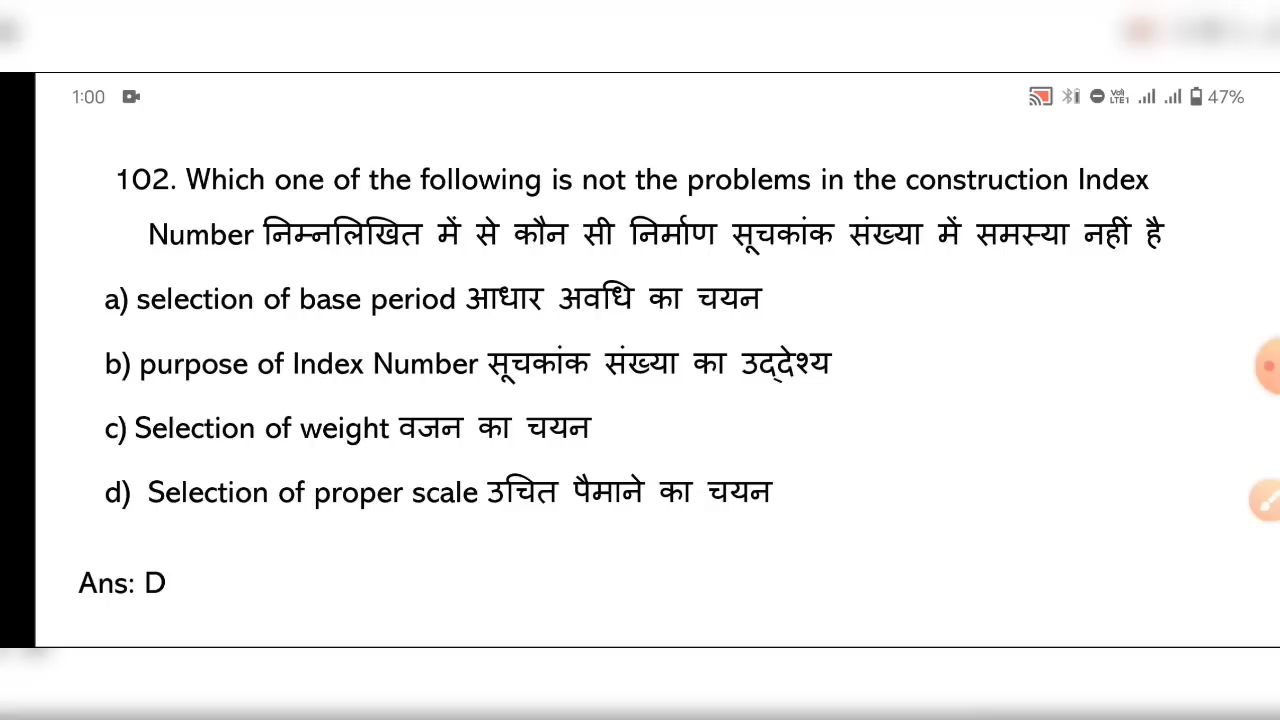 1:00 VoI) LTE1 47%
102. Which one of the following is not the problems in the construction Index
Number निम्नलिखित में से कौन सी निर्माण सूचकांक संख्या में समस्या नहीं है
a) selection of base period आधार अवधि का चयन
b) purpose of Index Number सूचकांक संख्या का उद्देश्य
c) Selection of weight वजन का चयन
d) Selection of proper scale उचित पैमाने का चयन
Ans: D